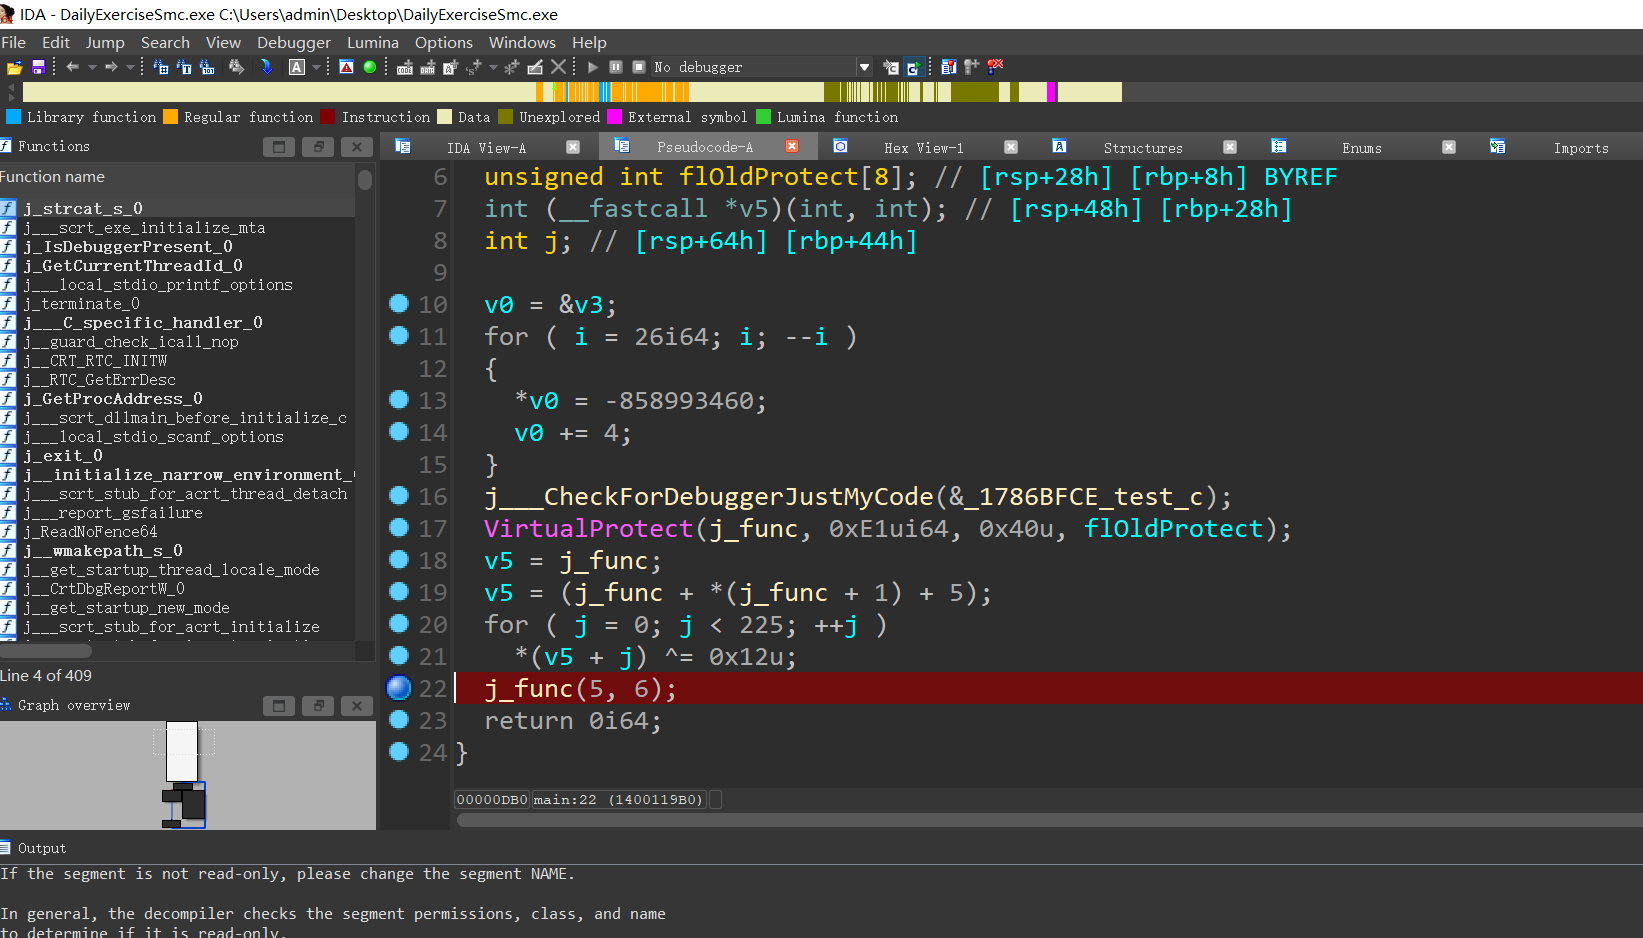 IDA - DailyExerciseSmc.exe C:\Users\admin\Desktop\DailyExerciseSmc.exe
File Edit Jump Search View Debugger Lumina Options Windows Help
No debugger
Library function Regular function Instruction Data Unexplored External symbol Lumina function
Functions
IDA View-A Pseudocode-A Hex View-1 Structures Enums Imports
Function name
j_strcat_s_0
j___scrt_exe_initialize_mta
j_IsDebuggerPresent_0
j_GetCurrentThreadId_0
j___local_stdio_printf_options
j_terminate_0
j___C_specific_handler_0
j__guard_check_icall_nop
j__CRT_RTC_INITW
j__RTC_GetErrDesc
j_GetProcAddress_0
j___scrt_dllmain_before_initialize_c
j___local_stdio_scanf_options
j_exit_0
j__initialize_narrow_environment_
j___scrt_stub_for_acrt_thread_detach
j___report_gsfailure
j_ReadNoFence64
j__wmakepath_s_0
j__get_startup_thread_locale_mode
j__CrtDbgReportW_0
j__get_startup_new_mode
j___scrt_stub_for_acrt_initialize
Line 4 of 409
Graph overview
6 unsigned int flOldProtect[8]; // [rsp+28h] [rbp+8h] BYREF
7 int (__fastcall *v5)(int, int); // [rsp+48h] [rbp+28h]
8 int j; // [rsp+64h] [rbp+44h]
9
10 v0 = &v3;
11 for ( i = 26i64; i; --i )
12 {
13 *v0 = -858993460;
14 v0 += 4;
15 }
16 j___CheckForDebuggerJustMyCode(&_1786BFCE_test_c);
17 VirtualProtect(j_func, 0xE1ui64, 0x40u, flOldProtect);
18 v5 = j_func;
19 v5 = (j_func + *(j_func + 1) + 5);
20 for ( j = 0; j < 225; ++j )
21 *(v5 + j) ^= 0x12u;
22 j_func(5, 6);
23 return 0i64;
24 }
00000DB0 main:22 (1400119B0)
Output
If the segment is not read-only, please change the segment NAME.
In general, the decompiler checks the segment permissions, class, and name
to determine if it is read-only.